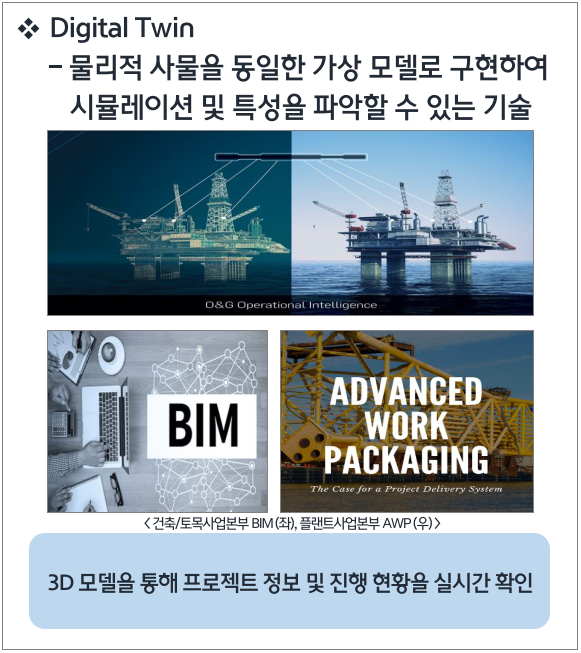 ❖ Digital Twin
– 물리적 사물을 동일한 가상 모델로 구현하여
시뮬레이션 및 특성을 파악할 수 있는 기술
O&G Operational Intelligence
BIM
ADVANCED
WORK
PACKAGING
The Case for a Project Delivery System
< 건축/토목사업본부 BIM (좌), 플랜트사업본부 AWP (우) >
3D 모델을 통해 프로젝트 정보 및 진행 현황을 실시간 확인